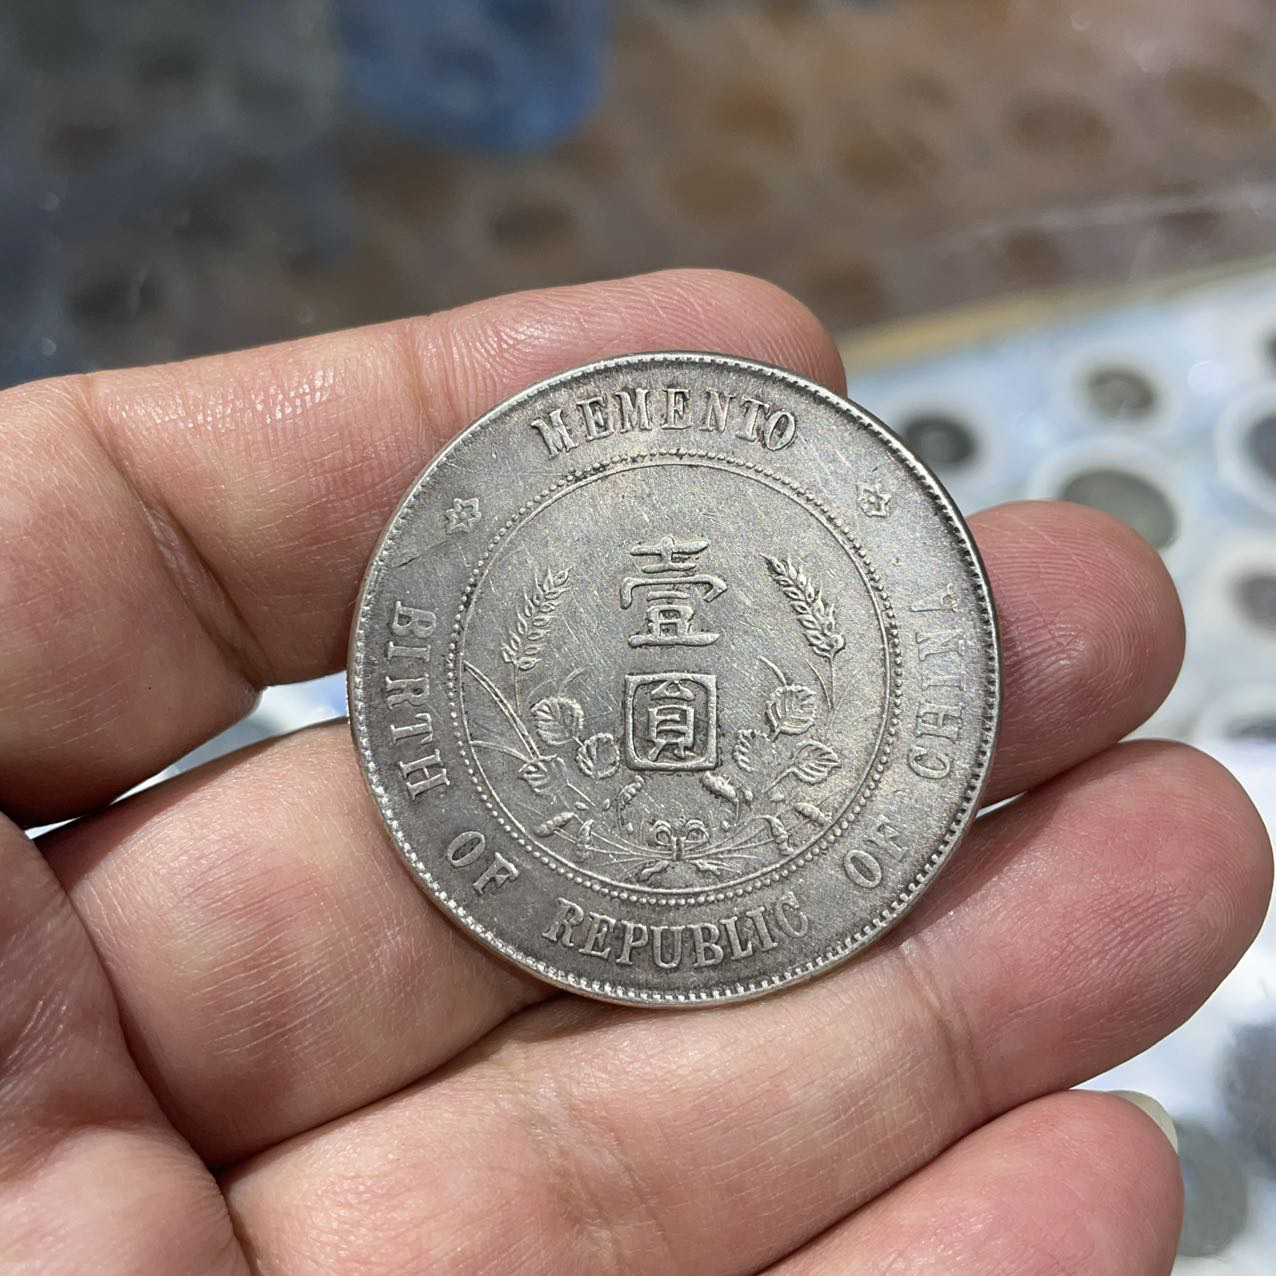 MEMENTO
BIRTH OF REPUBLIC OF CHINA
壹
圓